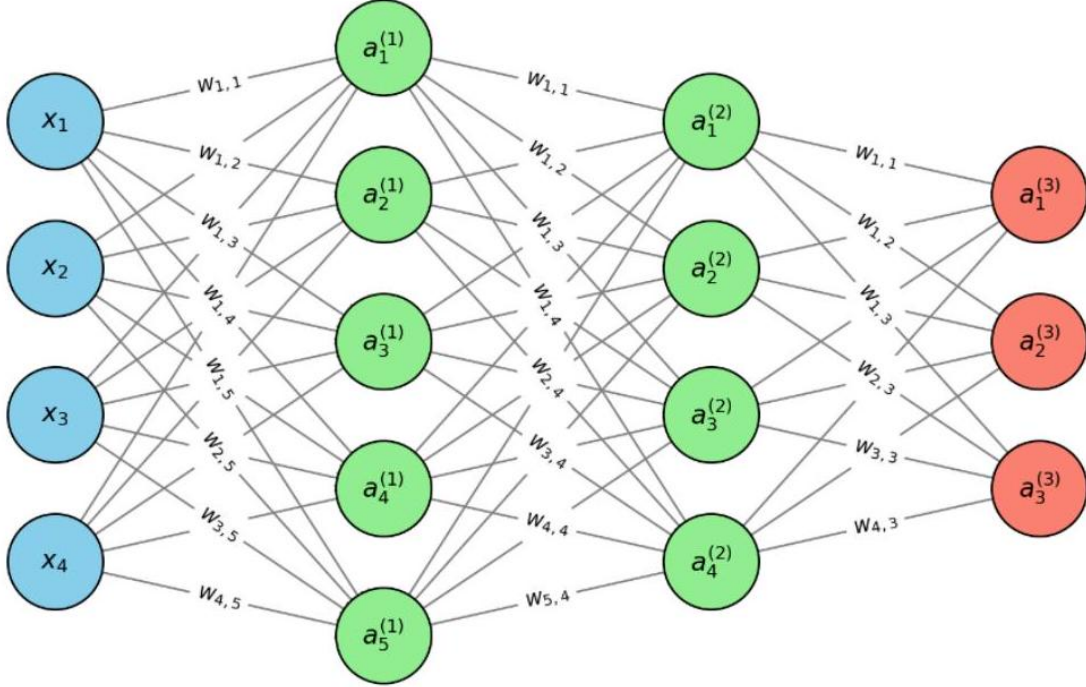 x₁
x₂
x₃
x₄
w₁,₁
w₁,₂
w₁,₃
w₁,₄
w₁,₅
w₂,₅
w₃,₅
w₄,₅
a₁⁽¹⁾
a₂⁽¹⁾
a₃⁽¹⁾
a₄⁽¹⁾
a₅⁽¹⁾
w₁,₁
w₁,₂
w₁,₃
w₁,₄
w₂,₄
w₃,₄
w₄,₄
w₅,₄
a₁⁽²⁾
a₂⁽²⁾
a₃⁽²⁾
a₄⁽²⁾
w₁,₁
w₁,₂
w₁,₃
w₂,₃
w₃,₃
w₄,₃
a₁⁽³⁾
a₂⁽³⁾
a₃⁽³⁾